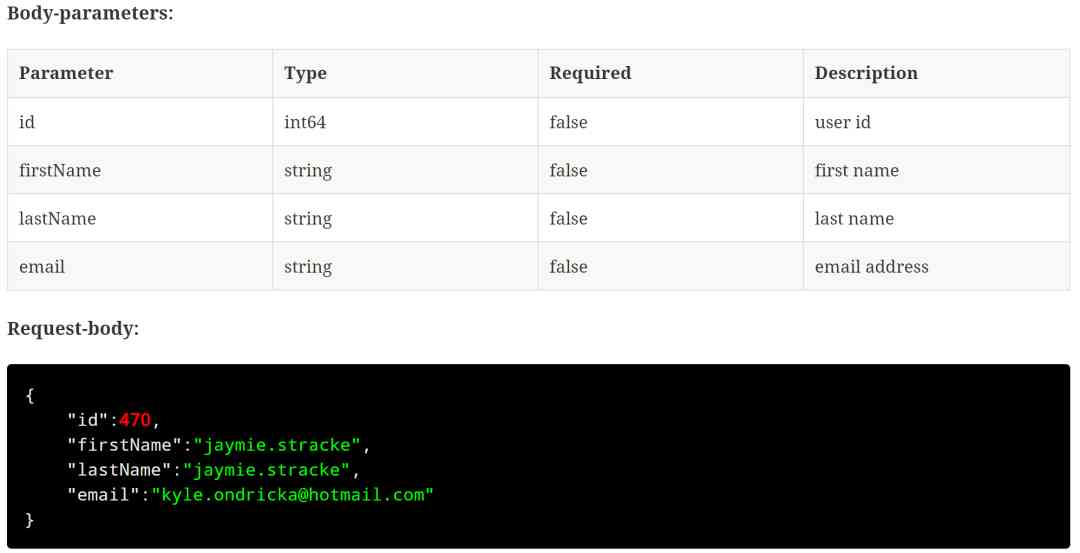 Body-parameters:
Parameter Type Required Description
id int64 false user id
firstName string false first name
lastName string false last name
email string false email address
Request-body:
{
    "id":470,
    "firstName":"jaymie.stracke",
    "lastName":"jaymie.stracke",
    "email":"kyle.ondricka@hotmail.com"
}